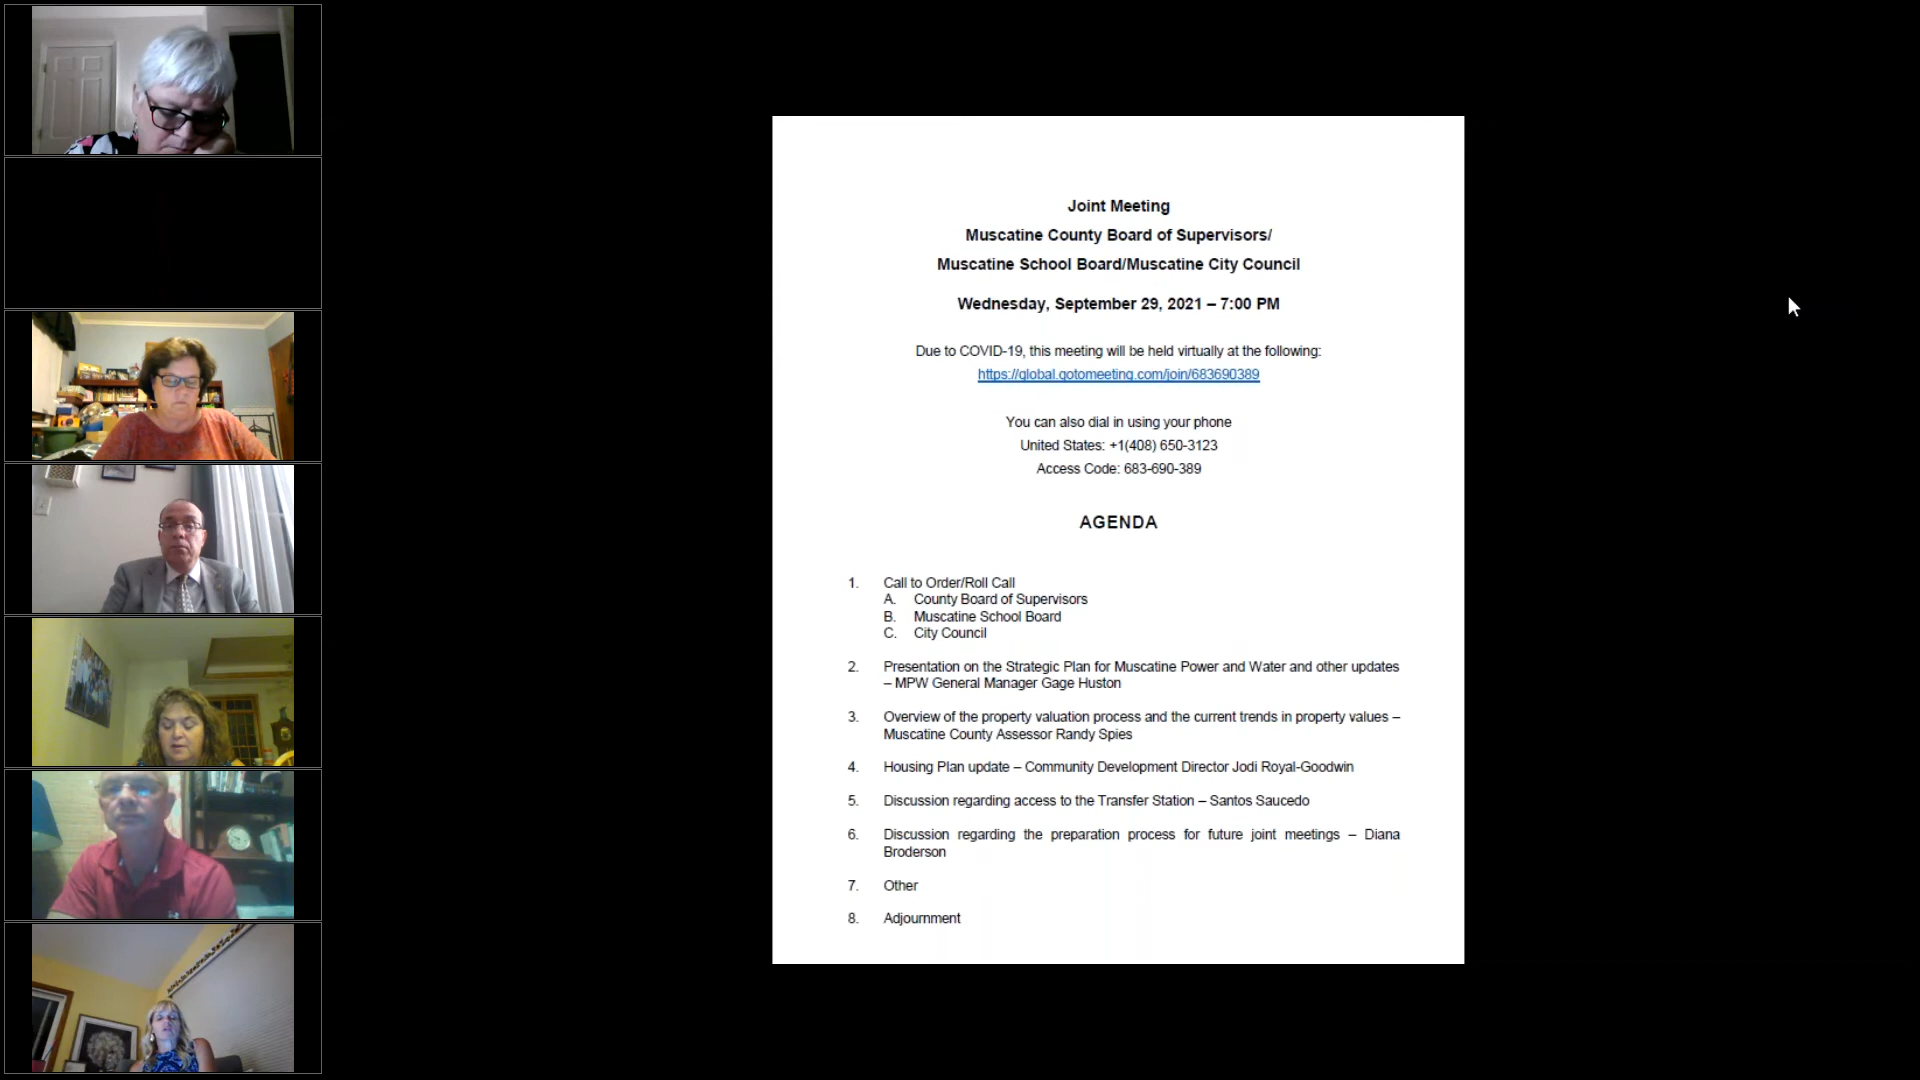 Joint Meeting
Muscatine County Board of Supervisors/
Muscatine School Board/Muscatine City Council
Wednesday, September 29, 2021 – 7:00 PM
Due to COVID-19, this meeting will be held virtually at the following:
https://global.gotomeeting.com/join/683690389
You can also dial in using your phone
United States: +1(408) 650-3123
Access Code: 683-690-389
AGENDA
1. Call to Order/Roll Call
A. County Board of Supervisors
B. Muscatine School Board
C. City Council
2. Presentation on the Strategic Plan for Muscatine Power and Water and other updates
– MPW General Manager Gage Huston
3. Overview of the property valuation process and the current trends in property values –
Muscatine County Assessor Randy Spies
4. Housing Plan update – Community Development Director Jodi Royal-Goodwin
5. Discussion regarding access to the Transfer Station – Santos Saucedo
6. Discussion regarding the preparation process for future joint meetings – Diana
Broderson
7. Other
8. Adjournment